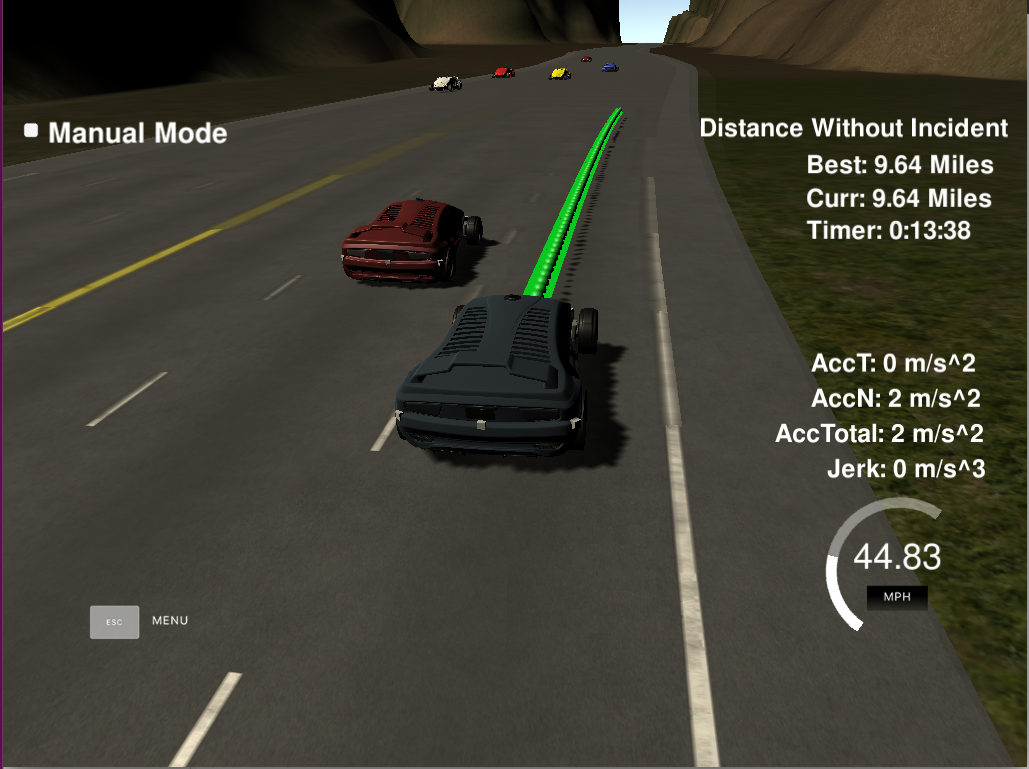 Manual Mode
Distance Without Incident
Best: 9.64 Miles
Curr: 9.64 Miles
Timer: 0:13:38
AccT: 0 m/s^2
AccN: 2 m/s^2
AccTotal: 2 m/s^2
Jerk: 0 m/s^3
44.83
MPH
ESC MENU